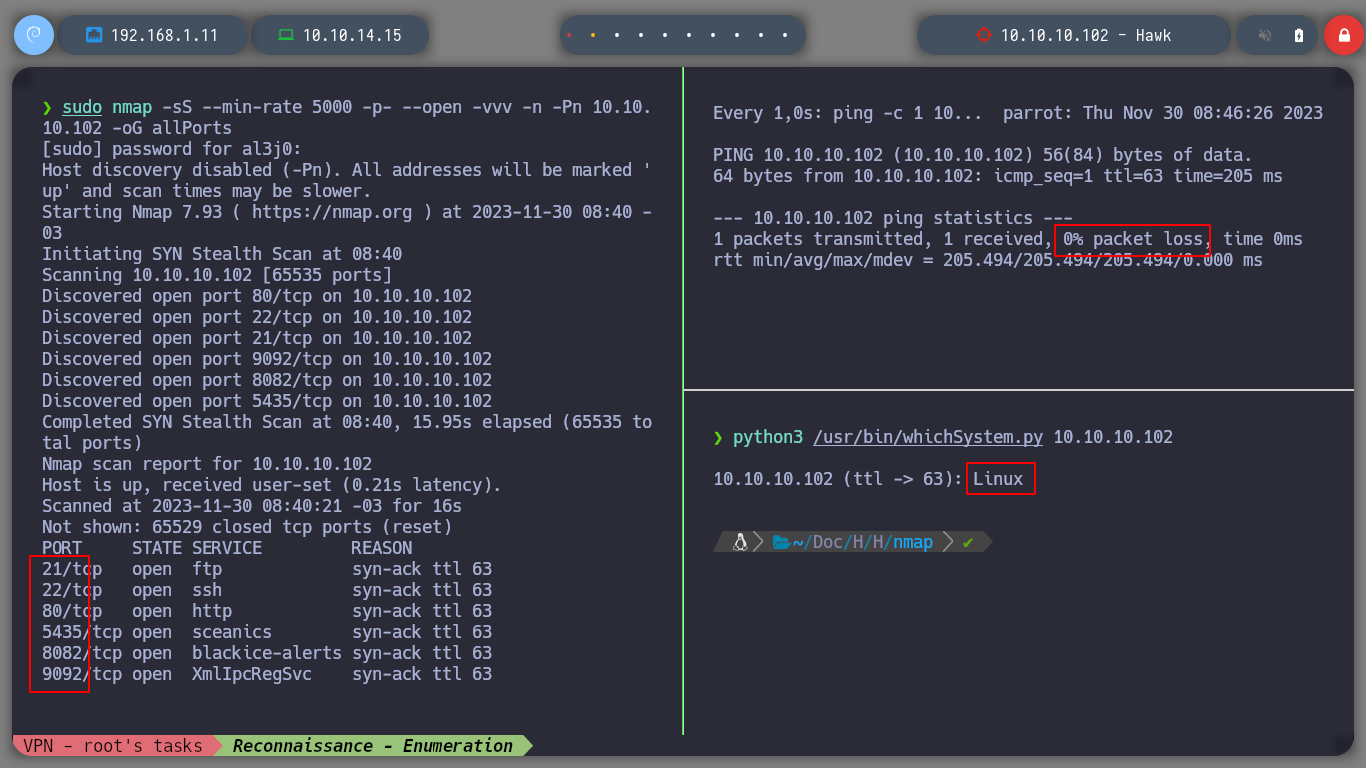 192.168.1.11
10.10.14.15
10.10.10.102 - Hawk
❯ sudo nmap -sS --min-rate 5000 -p- --open -vvv -n -Pn 10.10.
10.102 -oG allPorts
[sudo] password for al3j0:
Host discovery disabled (-Pn). All addresses will be marked '
up' and scan times may be slower.
Starting Nmap 7.93 ( https://nmap.org ) at 2023-11-30 08:40 -
03
Initiating SYN Stealth Scan at 08:40
Scanning 10.10.10.102 [65535 ports]
Discovered open port 80/tcp on 10.10.10.102
Discovered open port 22/tcp on 10.10.10.102
Discovered open port 21/tcp on 10.10.10.102
Discovered open port 9092/tcp on 10.10.10.102
Discovered open port 8082/tcp on 10.10.10.102
Discovered open port 5435/tcp on 10.10.10.102
Completed SYN Stealth Scan at 08:40, 15.95s elapsed (65535 to
tal ports)
Nmap scan report for 10.10.10.102
Host is up, received user-set (0.21s latency).
Scanned at 2023-11-30 08:40:21 -03 for 16s
Not shown: 65529 closed tcp ports (reset)
PORT     STATE SERVICE         REASON
21/tcp   open  ftp             syn-ack ttl 63
22/tcp   open  ssh             syn-ack ttl 63
80/tcp   open  http            syn-ack ttl 63
5435/tcp open  sceanics        syn-ack ttl 63
8082/tcp open  blackice-alerts syn-ack ttl 63
9092/tcp open  XmlIpcRegSvc    syn-ack ttl 63
Every 1,0s: ping -c 1 10...  parrot: Thu Nov 30 08:46:26 2023
PING 10.10.10.102 (10.10.10.102) 56(84) bytes of data.
64 bytes from 10.10.10.102: icmp_seq=1 ttl=63 time=205 ms
--- 10.10.10.102 ping statistics ---
1 packets transmitted, 1 received, 0% packet loss, time 0ms
rtt min/avg/max/mdev = 205.494/205.494/205.494/0.000 ms
❯ python3 /usr/bin/whichSystem.py 10.10.10.102
10.10.10.102 (ttl -> 63): Linux
~/Doc/H/H/nmap ✔
VPN - root's tasks
Reconnaissance - Enumeration